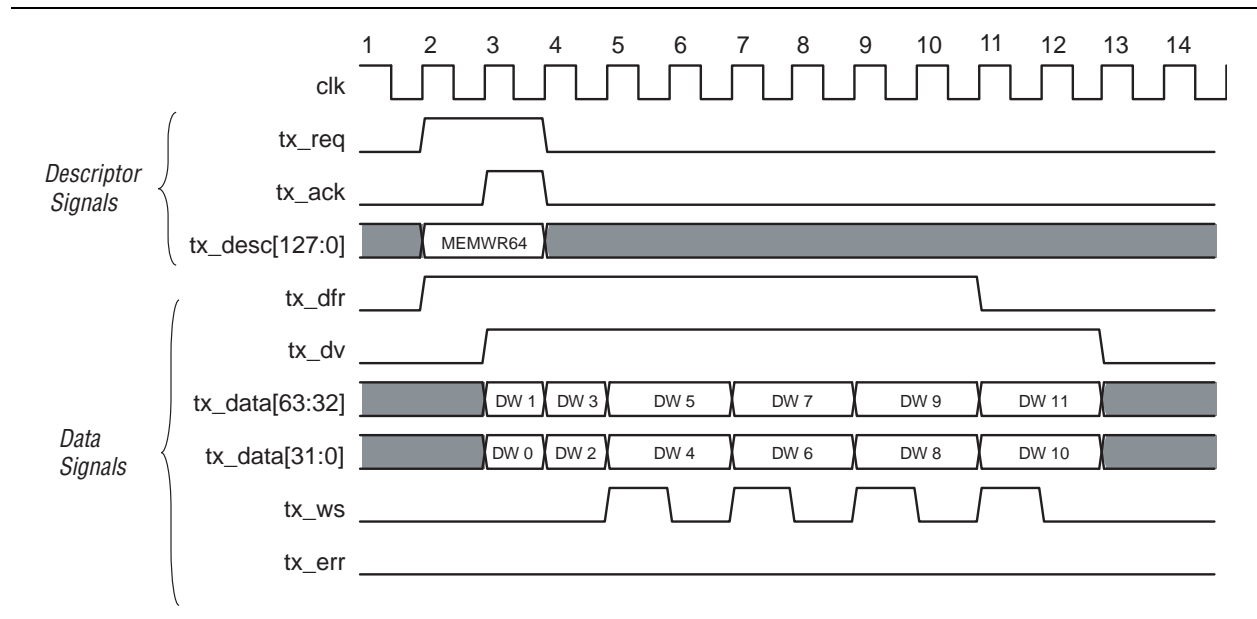 1 2 3 4 5 6 7 8 9 10 11 12 13 14
clk
Descriptor
Signals
tx_req
tx_ack
tx_desc[127:0] MEMWR64
Data
Signals
tx_dfr
tx_dv
tx_data[63:32] DW 1 DW 3 DW 5 DW 7 DW 9 DW 11
tx_data[31:0] DW 0 DW 2 DW 4 DW 6 DW 8 DW 10
tx_ws
tx_err